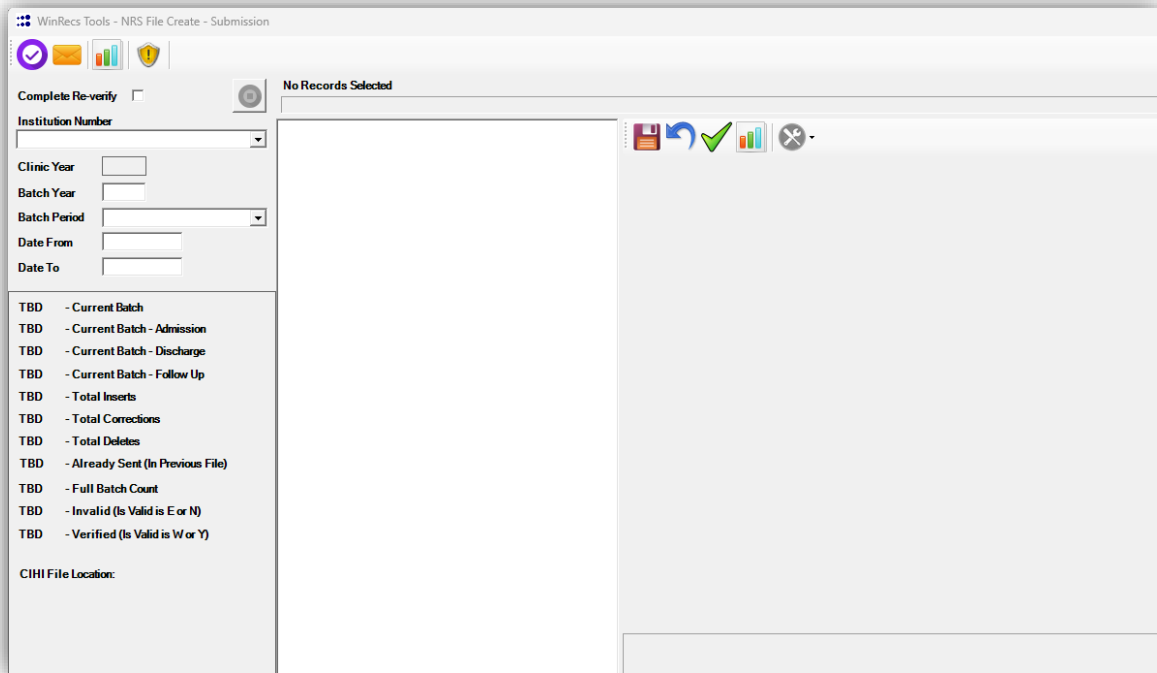 WinRecs Tools - NRS File Create - Submission
Complete Re-verify
No Records Selected
Institution Number
Clinic Year
Batch Year
Batch Period
Date From
Date To
TBD - Current Batch
TBD - Current Batch - Admission
TBD - Current Batch - Discharge
TBD - Current Batch - Follow Up
TBD - Total Inserts
TBD - Total Corrections
TBD - Total Deletes
TBD - Already Sent (In Previous File)
TBD - Full Batch Count
TBD - Invalid (Is Valid is E or N)
TBD - Verified (Is Valid is W or Y)
CIHI File Location: